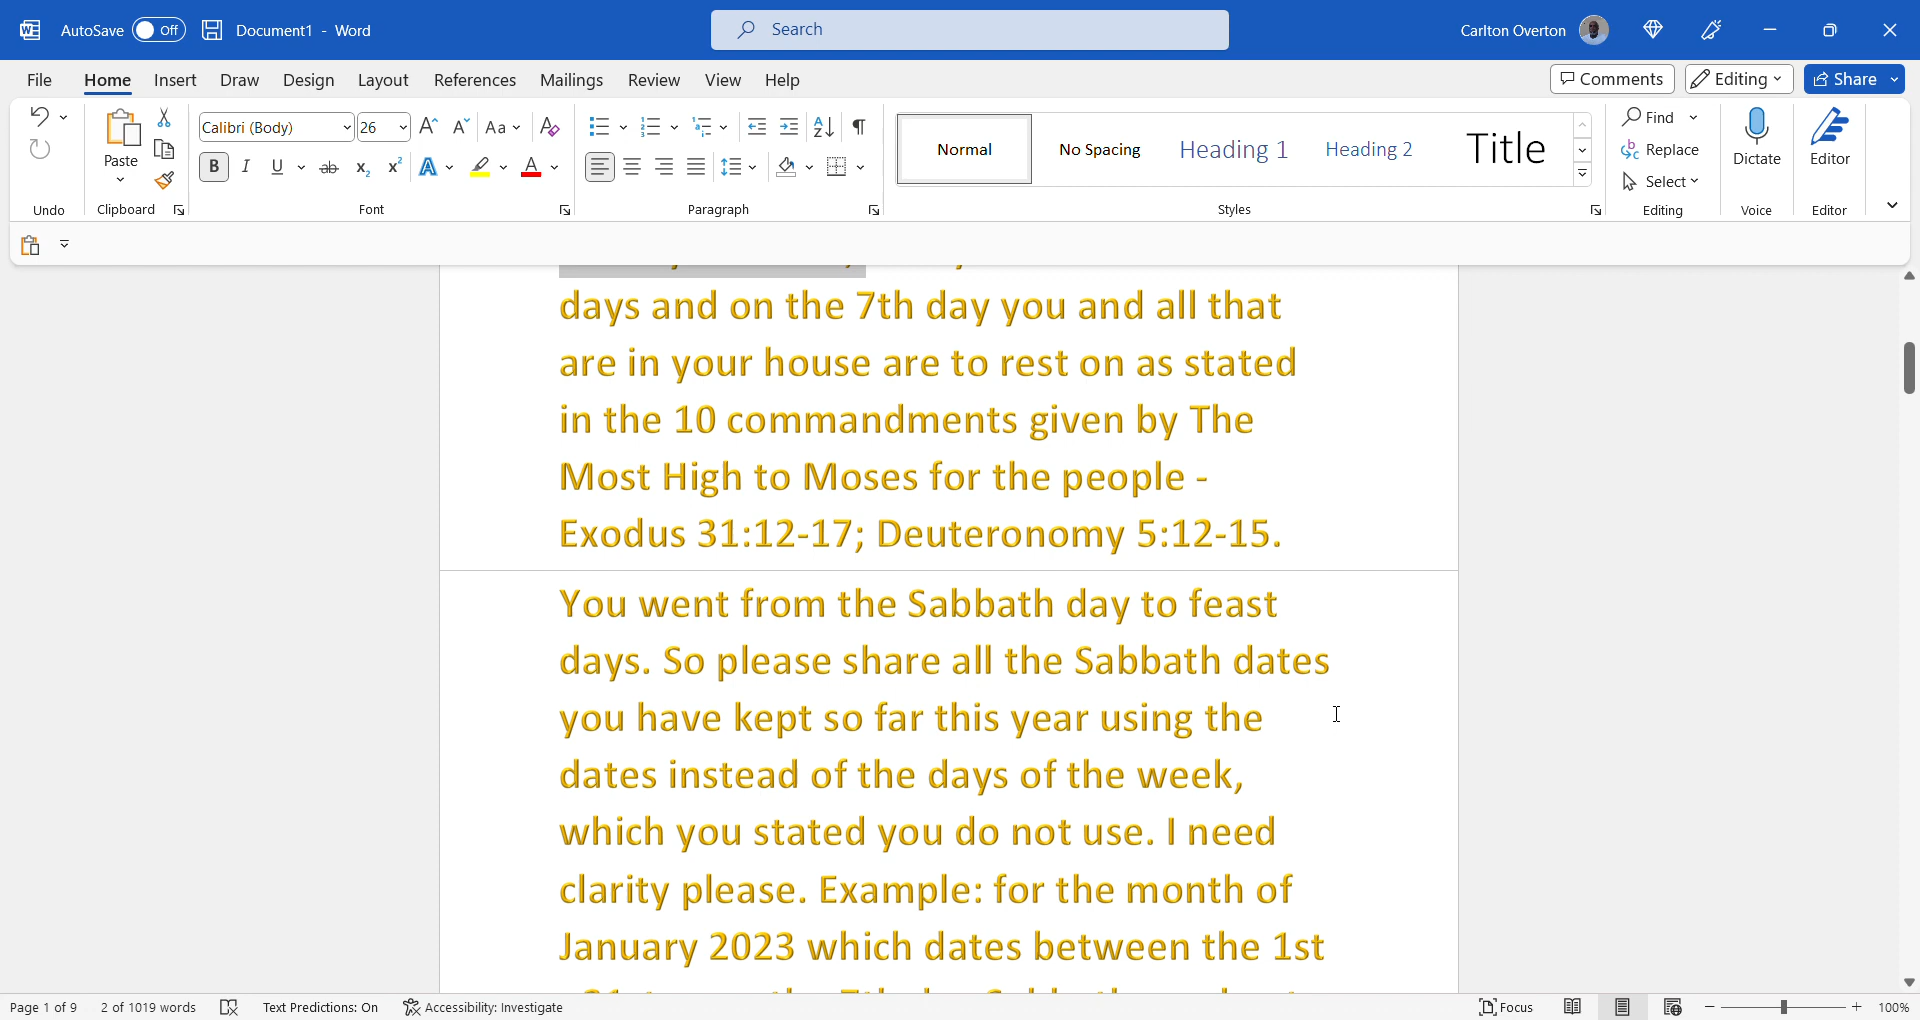 AutoSave Off Document1 - Word Search Carlton Overton
File Home Insert Draw Design Layout References Mailings Review View Help Comments Editing Share
Calibri (Body) 26 Aa
Paste
B I U ab x₂ x² A A
Normal No Spacing Heading 1 Heading 2 Title
Find
Replace
Select
Dictate Editor
Undo Clipboard Font Paragraph Styles Editing Voice Editor
days and on the 7th day you and all that
are in your house are to rest on as stated
in the 10 commandments given by The
Most High to Moses for the people -
Exodus 31:12-17; Deuteronomy 5:12-15.
You went from the Sabbath day to feast
days. So please share all the Sabbath dates
you have kept so far this year using the
dates instead of the days of the week,
which you stated you do not use. I need
clarity please. Example: for the month of
January 2023 which dates between the 1st
Page 1 of 9 2 of 1019 words Text Predictions: On Accessibility: Investigate Focus 100%